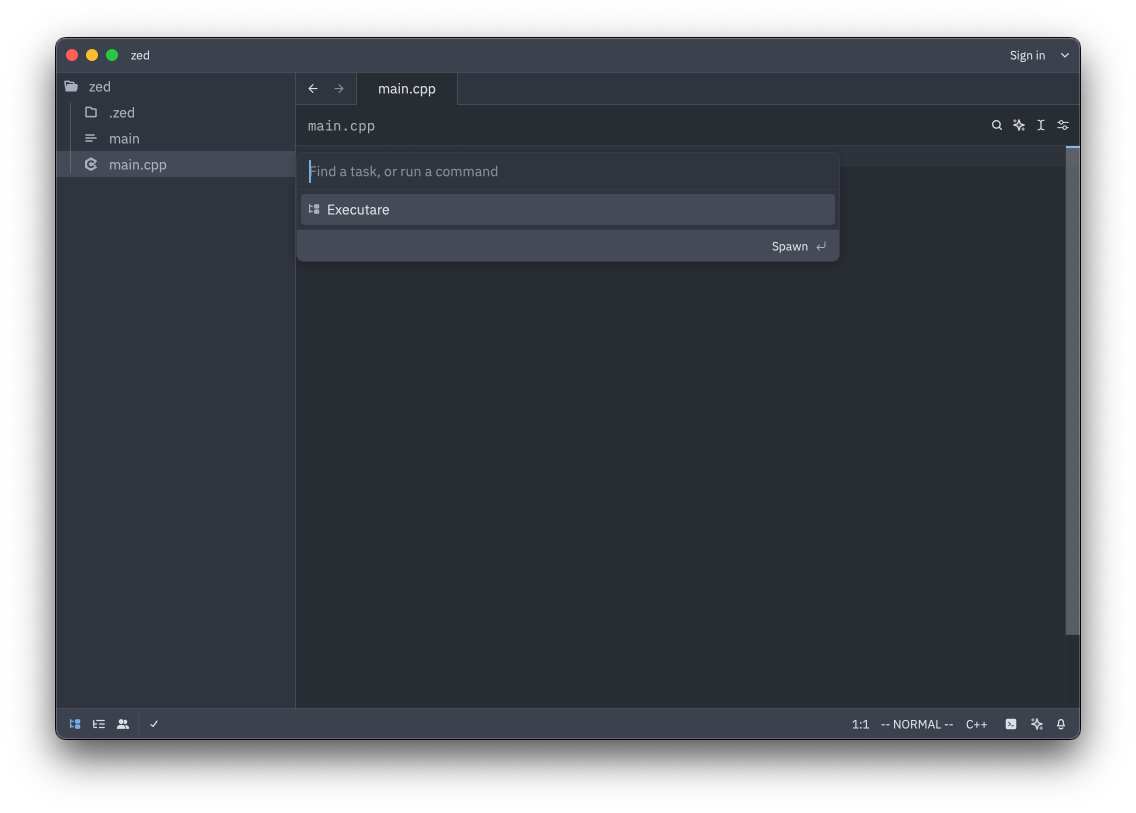 zed
Sign in
zed
.zed
main
main.cpp
main.cpp
main.cpp
Find a task, or run a command
Executare
Spawn
1:1 -- NORMAL -- C++